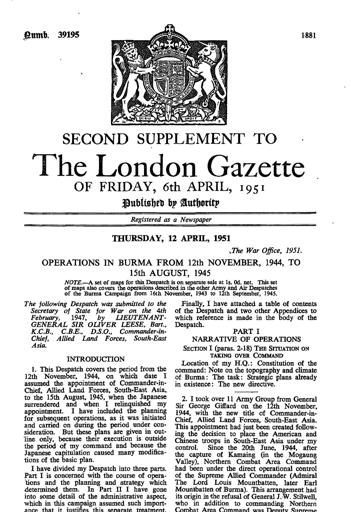 Numb. 39195
1881
SECOND SUPPLEMENT TO
The London Gazette
OF FRIDAY, 6th APRIL, 1951
Published by Authority
Registered as a Newspaper
THURSDAY, 12 APRIL, 1951
The War Office, 1951.
OPERATIONS IN BURMA FROM 12th NOVEMBER, 1944, TO
15th AUGUST, 1945
NOTE.—A set of maps for this Despatch is on separate sale at 1s. 0d. net. This set
of maps also covers the operations described in the other Army and Air Despatches
of the Burma Campaign from 16th November, 1943 to 12th September, 1945.
The following Despatch was submitted to the
Secretary of State for War on the 4th
February, 1947, by LIEUTENANT-
GENERAL SIR OLIVER LEESE, Bart.,
K.C.B., C.B.E., D.S.O., Commander-in-
Chief, Allied Land Forces, South-East
Asia.
INTRODUCTION
1. This Despatch covers the period from the
12th November, 1944, on which date I
assumed the appointment of Commander-in-
Chief, Allied Land Forces, South-East Asia,
to the 15th August, 1945, when the Japanese
surrendered and when I relinquished my
appointment. I have included the planning
for subsequent operations, as it was initiated
and carried on during the period under con-
sideration. But these plans are given in out-
line only, because their execution is outside
the period of my command and because the
Japanese capitulation caused many modifica-
tions of the basic plan.
I have divided my Despatch into three parts.
Part I is concerned with the course of opera-
tions and the planning and strategy which
determined them. In Part II I have gone
into some detail of the administrative aspect,
which in this campaign assumed such import-
ance that it justifies this separate treatment.
Finally, I have attached a table of contents
of the Despatch and two other Appendices to
which reference is made in the body of the
Despatch.
PART I
NARRATIVE OF OPERATIONS
SECTION I (paras. 2-18) THE SITUATION ON
TAKING OVER COMMAND
Location of my H.Q.: Constitution of the
command: Note on the topography and climate
of Burma: The task: Strategic plans already
in existence: The new directive.
2. I took over 11 Army Group from General
Sir George Giffard on the 12th November,
1944, with the new title of Commander-in-
Chief, Allied Land Forces, South-East Asia.
This appointment had just been created follow-
ing the decision to place the American and
Chinese troops in South-East Asia under my
control. Since the 20th June, 1944, after
the capture of Kamaing (in the Mogaung
Valley), Northern Combat Area Command
had been under the direct operational control
of the Supreme Allied Commander (Admiral
The Lord Louis Mountbatten, later Earl
Mountbatten of Burma). This arrangement had
its origin in the refusal of General J.W. Stilwell,
who in addition to commanding Northern
Combat Area Command was Deputy Supreme